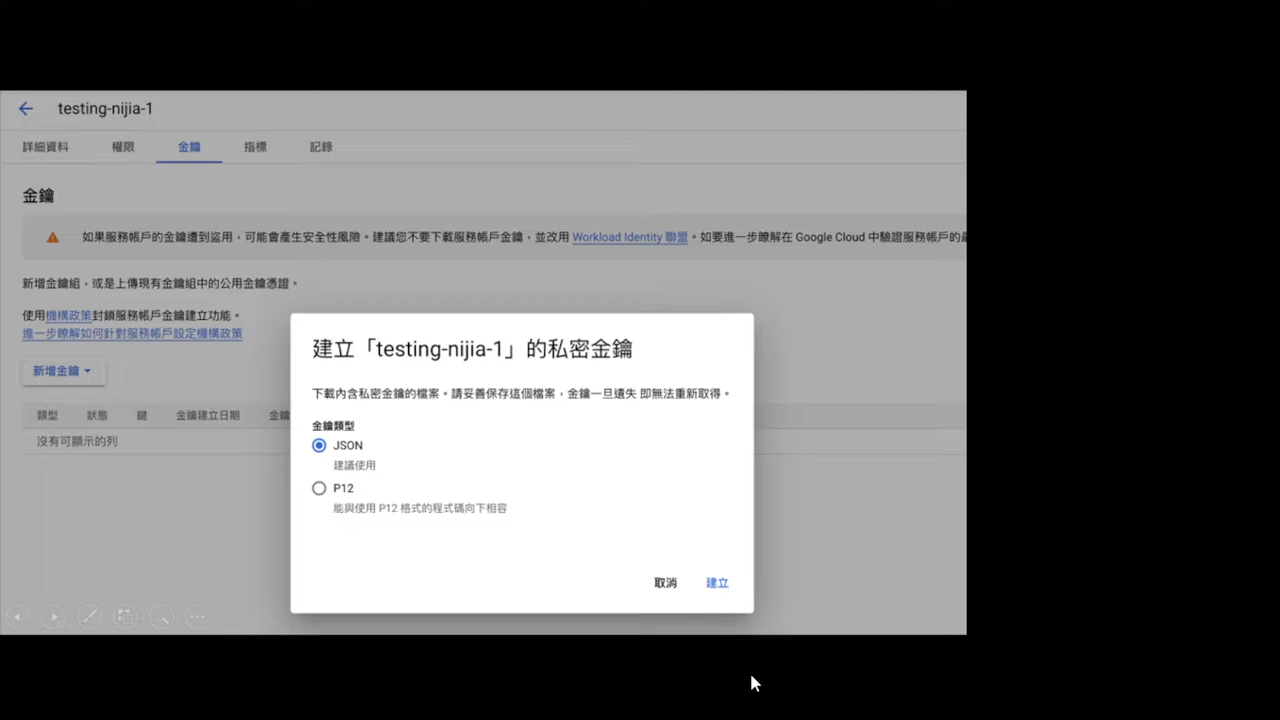 testing-nijia-1
詳細資料 權限 金鑰 指標 記錄
金鑰
如果服務帳戶的金鑰遭到盜用，可能會產生安全性風險。建議您不要下載服務帳戶金鑰，並改用 Workload Identity 聯盟。如要進一步瞭解在 Google Cloud 中驗證服務帳戶的
新增金鑰組，或是上傳現有金鑰組中的公用金鑰憑證。
使用機構政策封鎖服務帳戶金鑰建立功能。
進一步瞭解如何針對服務帳戶設定機構政策
新增金鑰
類型 狀態 鍵 金鑰建立日期 金鑰
沒有可顯示的列
建立「testing-nijia-1」的私密金鑰
下載內含私密金鑰的檔案。請妥善保存這個檔案，金鑰一旦遺失 即無法重新取得。
金鑰類型
JSON
建議使用
P12
能與使用 P12 格式的程式碼向下相容
取消 建立